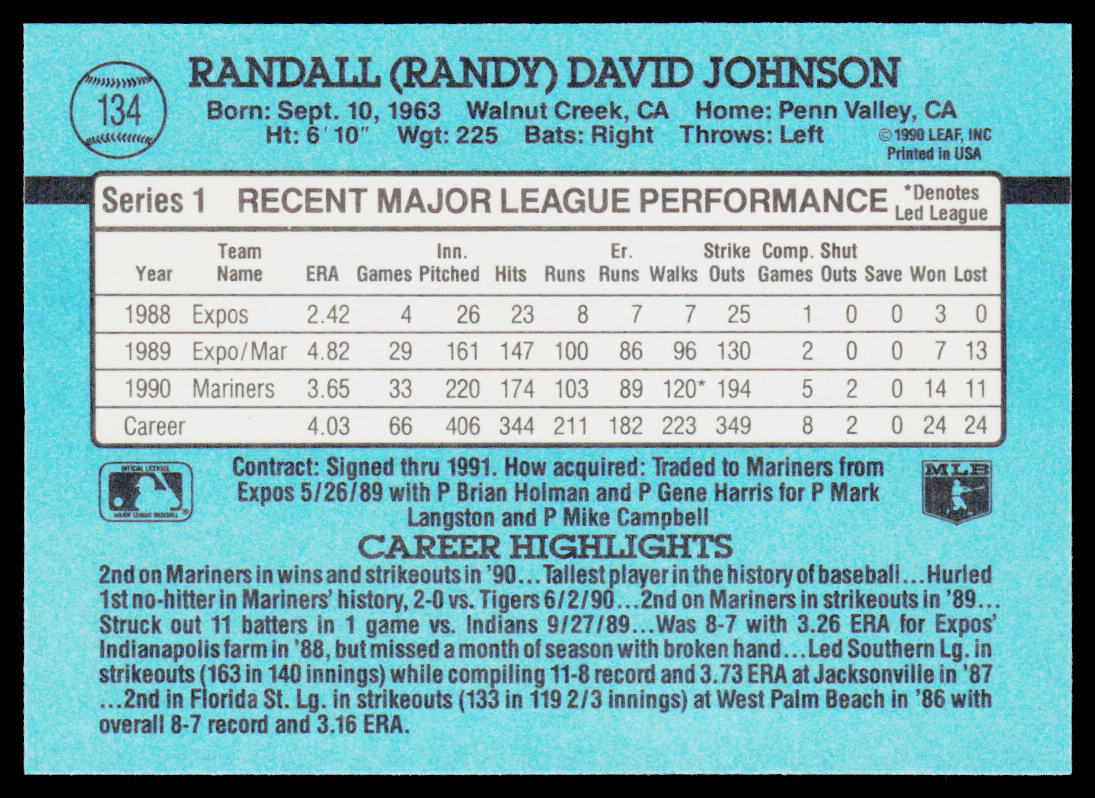 134
RANDALL (RANDY) DAVID JOHNSON
Born: Sept. 10, 1963 Walnut Creek, CA Home: Penn Valley, CA
Ht: 6' 10" Wgt: 225 Bats: Right Throws: Left
©1990 LEAF, INC
Printed in USA
Series 1 RECENT MAJOR LEAGUE PERFORMANCE *Denotes
Led League
Team Inn. Er. Strike Comp. Shut
Year Name ERA Games Pitched Hits Runs Runs Walks Outs Games Outs Save Won Lost
1988 Expos 2.42 4 26 23 8 7 7 25 1 0 0 3 0
1989 Expo/Mar 4.82 29 161 147 100 86 96 130 2 0 0 7 13
1990 Mariners 3.65 33 220 174 103 89 120* 194 5 2 0 14 11
Career 4.03 66 406 344 211 182 223 349 8 2 0 24 24
OFFICIAL LICENSEE
MAJOR LEAGUE BASEBALL
®
Contract: Signed thru 1991. How acquired: Traded to Mariners from
Expos 5/26/89 with P Brian Holman and P Gene Harris for P Mark
Langston and P Mike Campbell
MLB
CAREER HIGHLIGHTS
2nd on Mariners in wins and strikeouts in '90...Tallest player in the history of baseball...Hurled
1st no-hitter in Mariners' history, 2-0 vs. Tigers 6/2/90...2nd on Mariners in strikeouts in '89...
Struck out 11 batters in 1 game vs. Indians 9/27/89...Was 8-7 with 3.26 ERA for Expos'
Indianapolis farm in '88, but missed a month of season with broken hand...Led Southern Lg. in
strikeouts (163 in 140 innings) while compiling 11-8 record and 3.73 ERA at Jacksonville in '87
...2nd in Florida St. Lg. in strikeouts (133 in 119 2/3 innings) at West Palm Beach in '86 with
overall 8-7 record and 3.16 ERA.